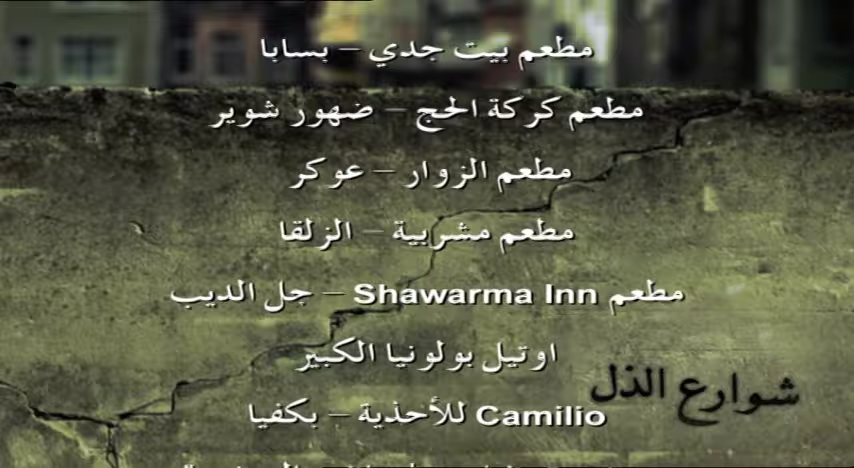 مطعم بيت جدي – بسابا
مطعم كركة الحج – ضهور شوير
مطعم الزوار – عوكر
مطعم مشربية – الزلقا
مطعم Shawarma Inn – جل الديب
اوتيل بولونيا الكبير
Camilio للأحذية – بكفيا
شوارع الذل